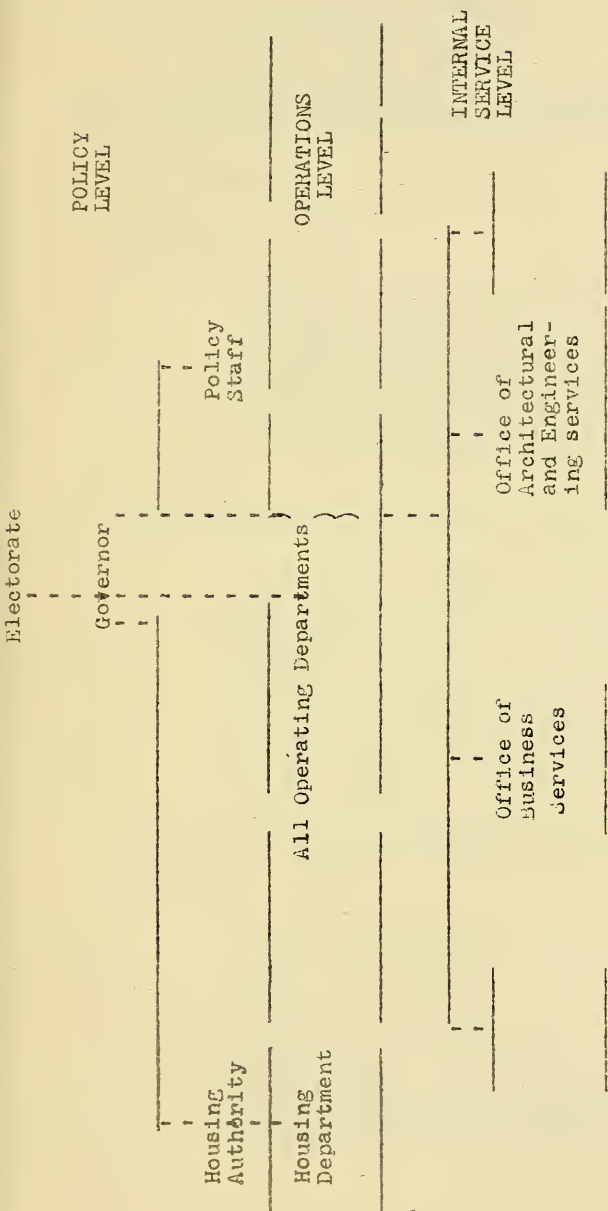 Electorate
Governor
POLICY
LEVEL
Housing
Authority
Policy
Staff
Housing
Department
All Operating Departments
OPERATIONS
LEVEL
INTERNAL
SERVICE
LEVEL
Office of
Business
Services
Office of
Architectural
and Engineer-
ing services